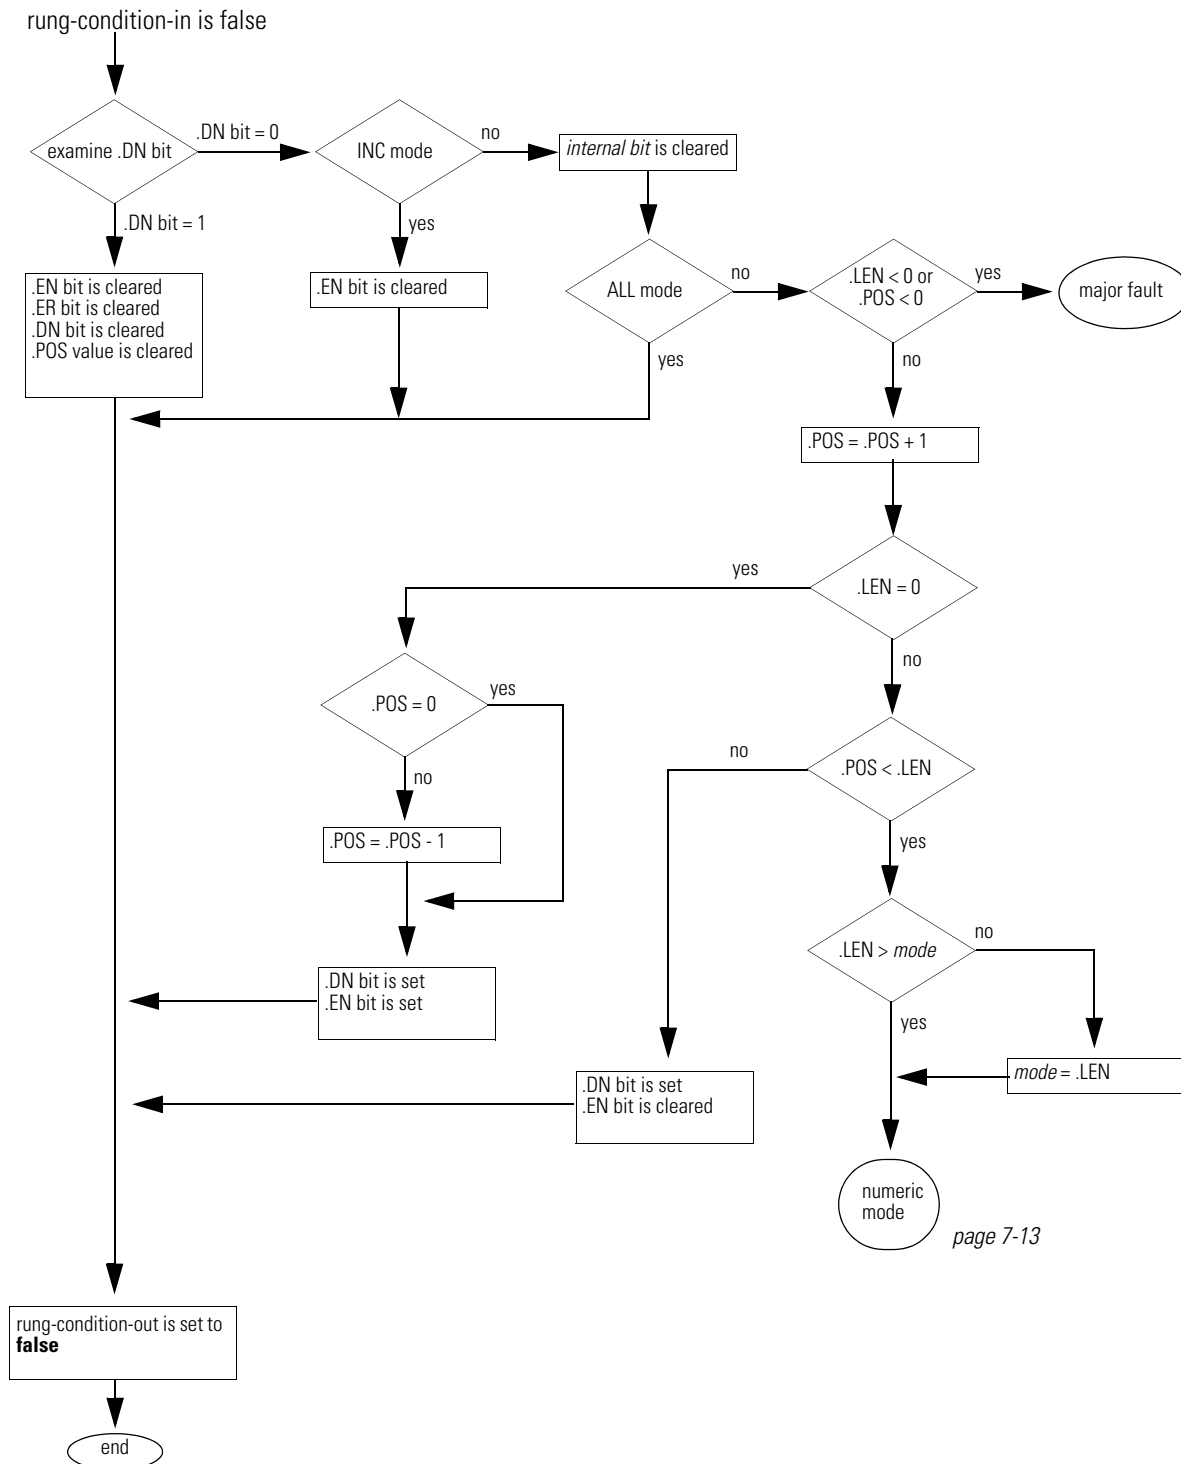 rung-condition-in is false
examine .DN bit
.DN bit = 0
INC mode
no
internal bit is cleared
.DN bit = 1
yes
.EN bit is cleared
.ER bit is cleared
.DN bit is cleared
.POS value is cleared
.EN bit is cleared
ALL mode
no
.LEN < 0 or
.POS < 0
yes
major fault
yes
no
.POS = .POS + 1
yes
.LEN = 0
no
.POS = 0
yes
no
.POS < .LEN
no
.POS = .POS - 1
yes
.LEN > mode
no
.DN bit is set
.EN bit is set
yes
mode = .LEN
.DN bit is set
.EN bit is cleared
numeric
mode
page 7-13
rung-condition-out is set to
false
end